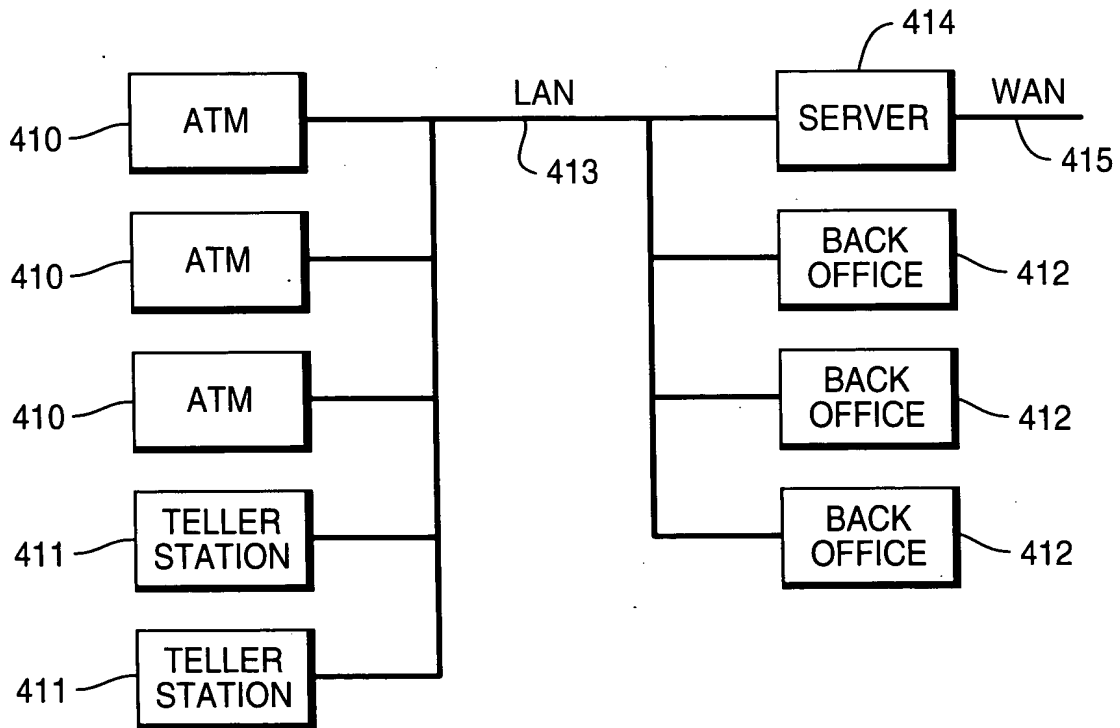 414
ATM
LAN
SERVER
WAN
410
413
415
ATM
410
BACK
OFFICE
412
ATM
410
BACK
OFFICE
412
TELLER
STATION
411
BACK
OFFICE
412
TELLER
STATION
411